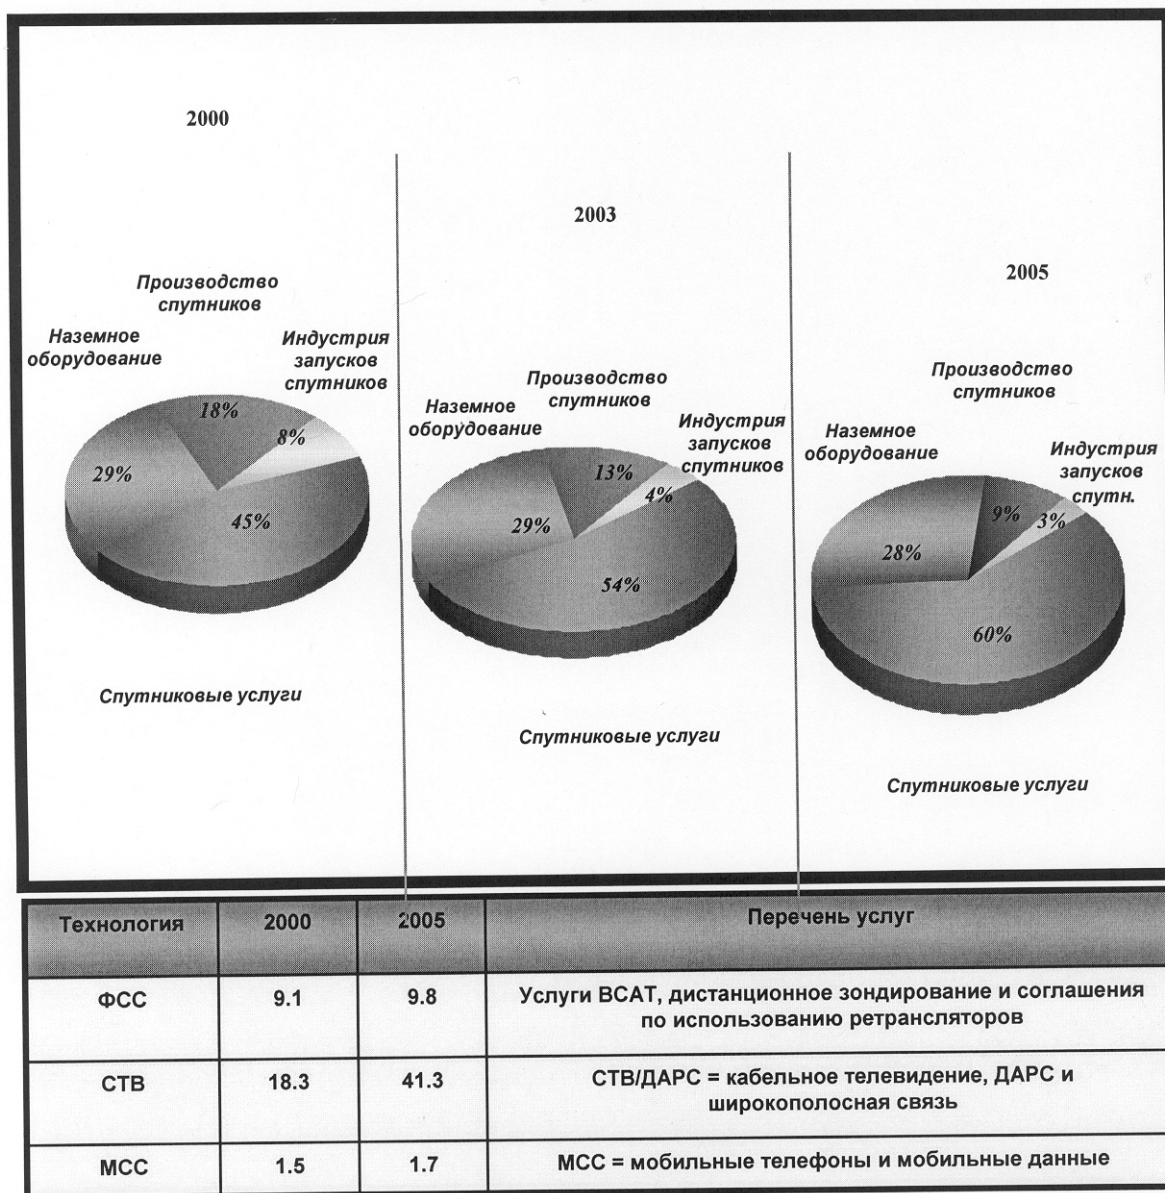 2000
Производство
спутников
Наземное
оборудование
Индустрия
запусков
спутников
18%
8%
29%
45%
Спутниковые услуги
2003
Производство
спутников
Наземное
оборудование
Индустрия
запусков
спутников
13%
4%
29%
54%
Спутниковые услуги
2005
Производство
спутников
Наземное
оборудование
Индустрия
запусков
спутн.
9%
3%
28%
60%
Спутниковые услуги
Технология 2000 2005 Перечень услуг
ФСС 9.1 9.8 Услуги ВСАТ, дистанционное зондирование и соглашения
по использованию ретрансляторов
СТВ 18.3 41.3 СТВ/ДАРС = кабельное телевидение, ДАРС и
широкополосная связь
МСС 1.5 1.7 МСС = мобильные телефоны и мобильные данные